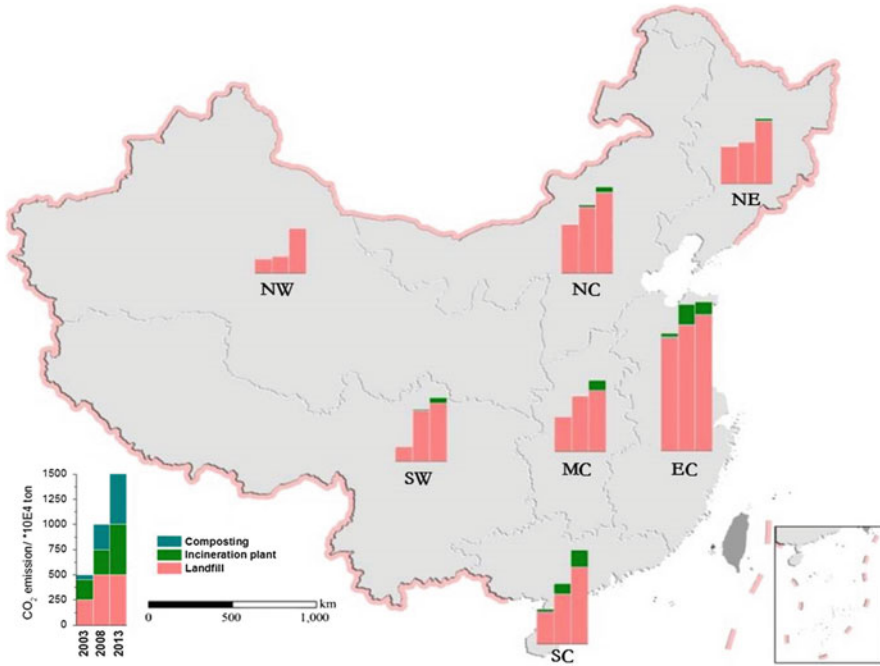 NE
NW
NC
SW
MC
EC
SC
CO₂ emission/ *10E4 ton
1500
1250
1000
750
500
250
0
2003
2008
2013
Composting
Incineration plant
Landfill
0 500 1,000 km